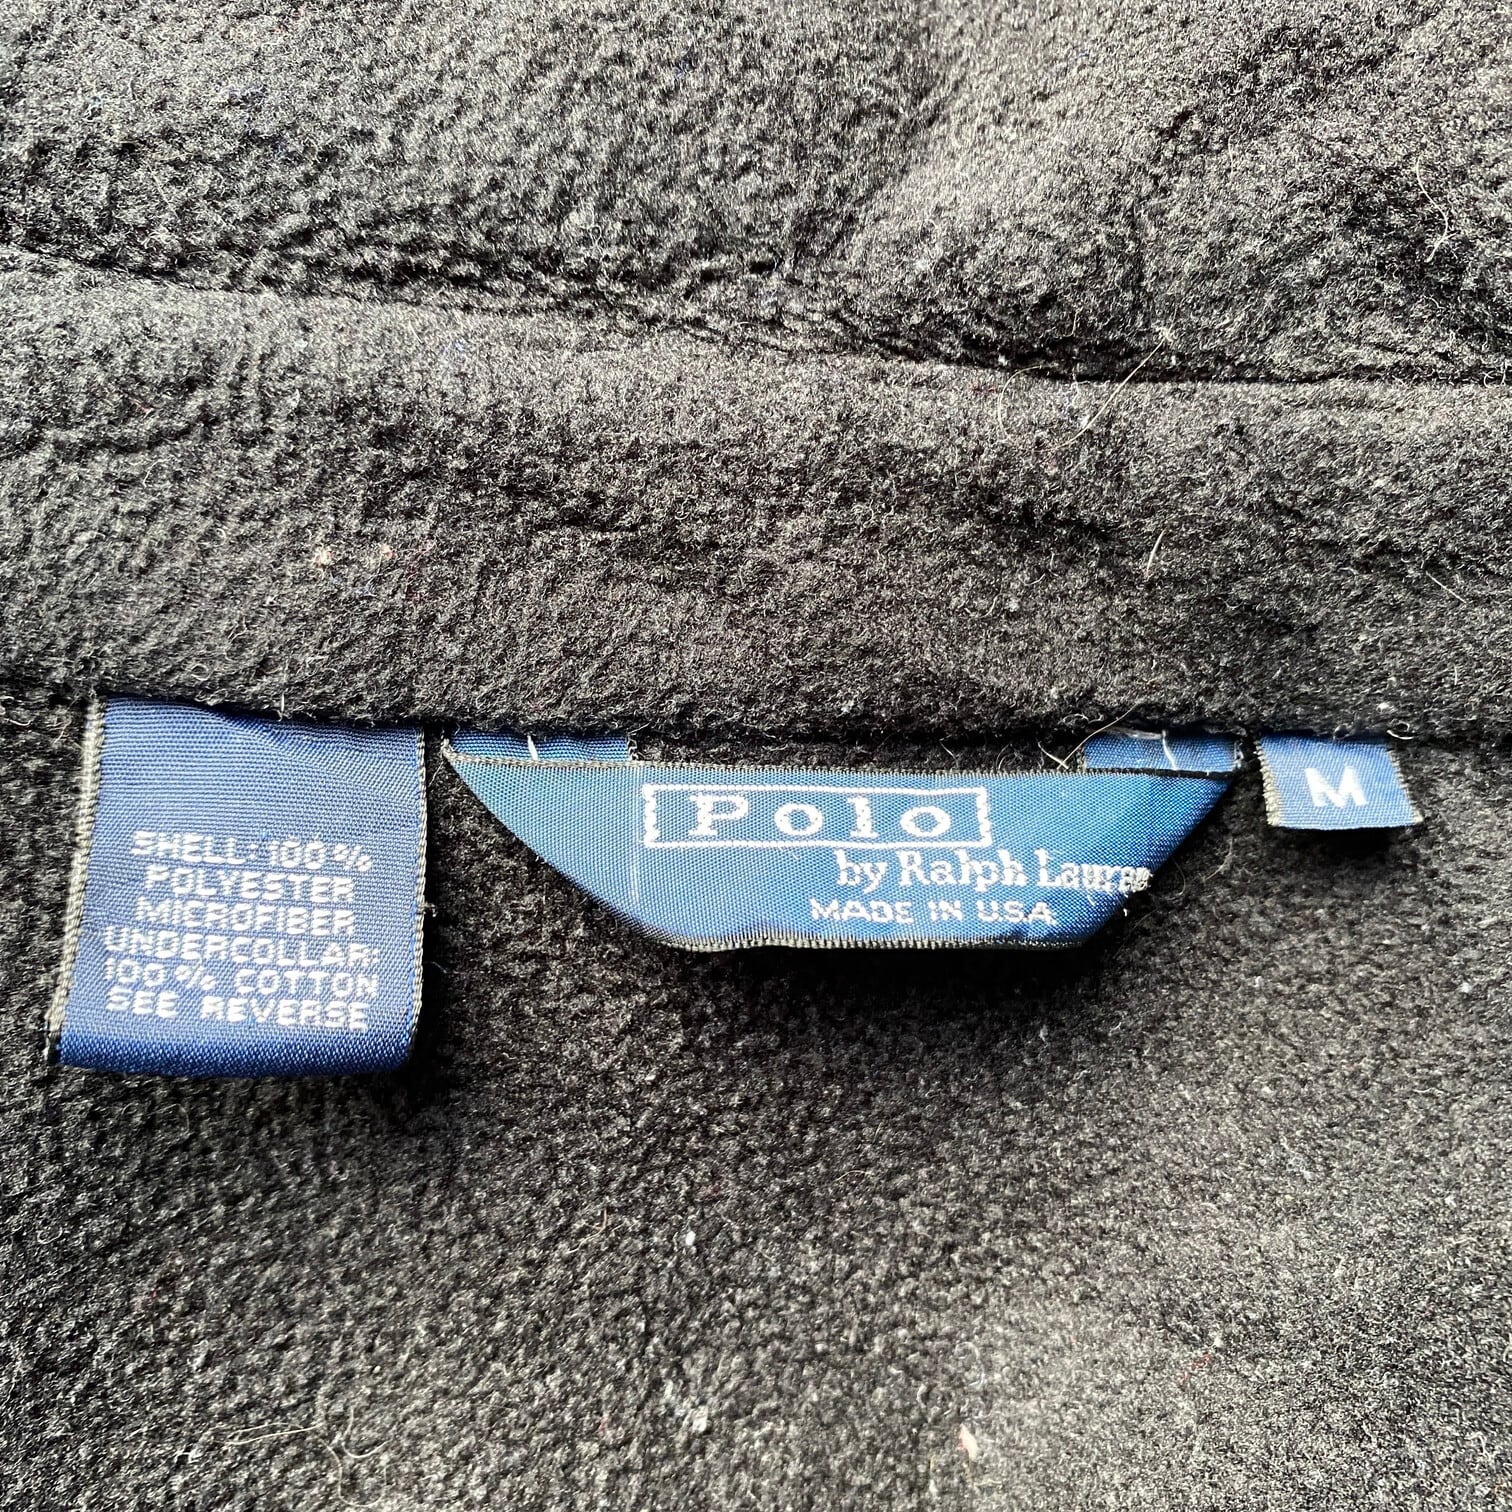 SHELL: 100%
POLYESTER
MICROFIBER
UNDERCOLLAR:
100% COTTON
SEE REVERSE
Polo
by Ralph Lauren
MADE IN USA
M